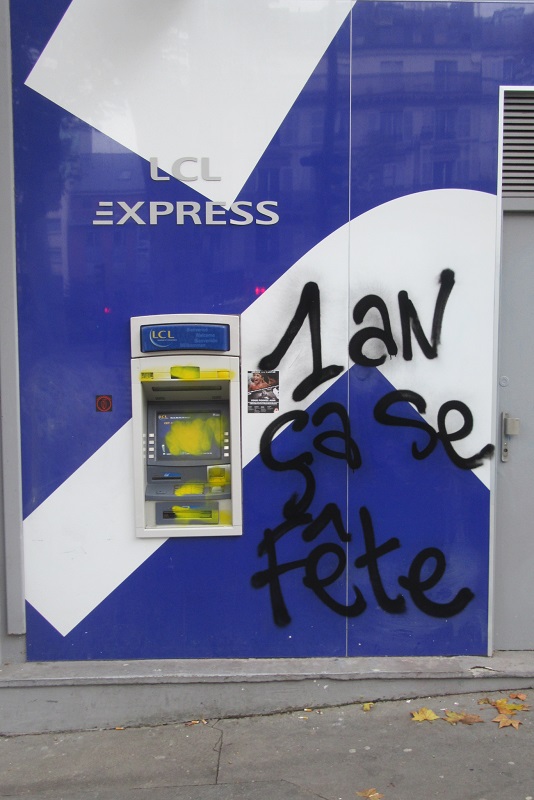 LCL
EXPRESS
LCL
1 an
ça se
fête